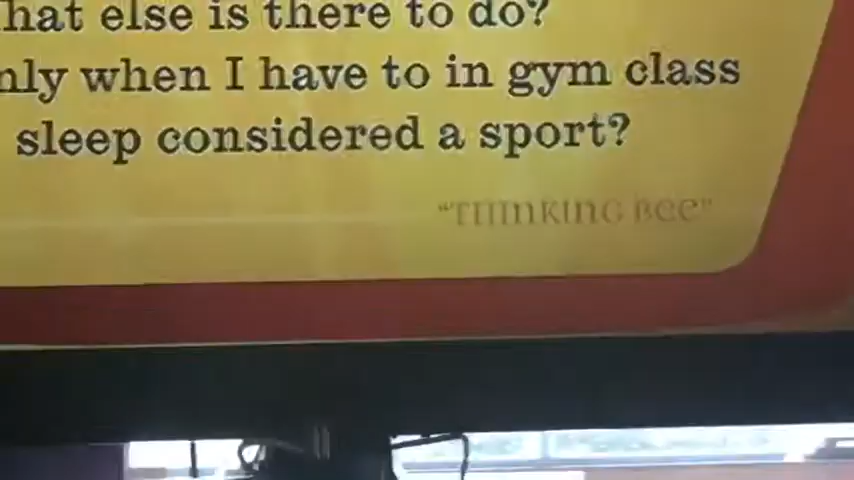 hat else is there to do?
nly when I have to in gym class
sleep considered a sport?
"THINKING BEE"